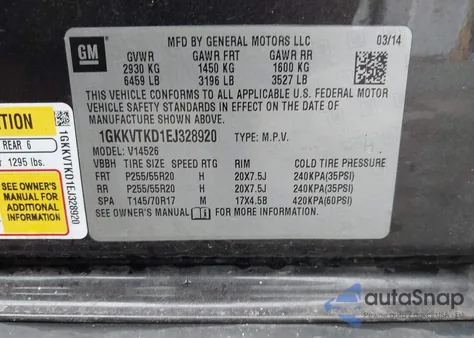 GM
MFD BY GENERAL MOTORS LLC
03/14
GVWR GAWR FRT GAWR RR
2930 KG 1450 KG 1600 KG
6459 LB 3196 LB 3527 LB
THIS VEHICLE CONFORMS TO ALL APPLICABLE U.S. FEDERAL MOTOR
VEHICLE SAFETY, BUMPER, AND THEFT PREVENTION
STANDARDS IN EFFECT ON THE DATE OF
MANUFACTURE SHOWN ABOVE.
1GKKVTKD1EJ328920 TYPE: M.P.V.
MODEL: V14526
VBBH TIRE SIZE SPEED RTG RIM COLD TIRE PRESSURE
FRT P255/55R20 H 20X7.5J 240KPA(35PSI)
RR P255/55R20 H 20X7.5J 240KPA(35PSI)
SPA T145/70R17 M 17X4.5B 420KPA(60PSI)
SEE OWNER'S MANUAL FOR ADDITIONAL INFORMATION.
TION
REAR 6
1295 lbs.
SEE OWNER'S
MANUAL FOR
ADDITIONAL
INFORMATION
1GKKVTKD1EJ328920
autoSnap